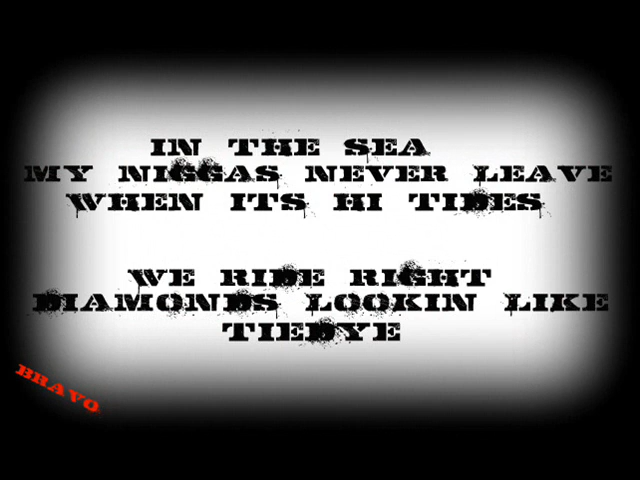 IN THE SEA
MY NIGGAS NEVER LEAVE
WHEN ITS HI TIDES
WE RIDE RIGHT
DIAMONDS LOOKIN LIKE
TIEDYE
BRAVO